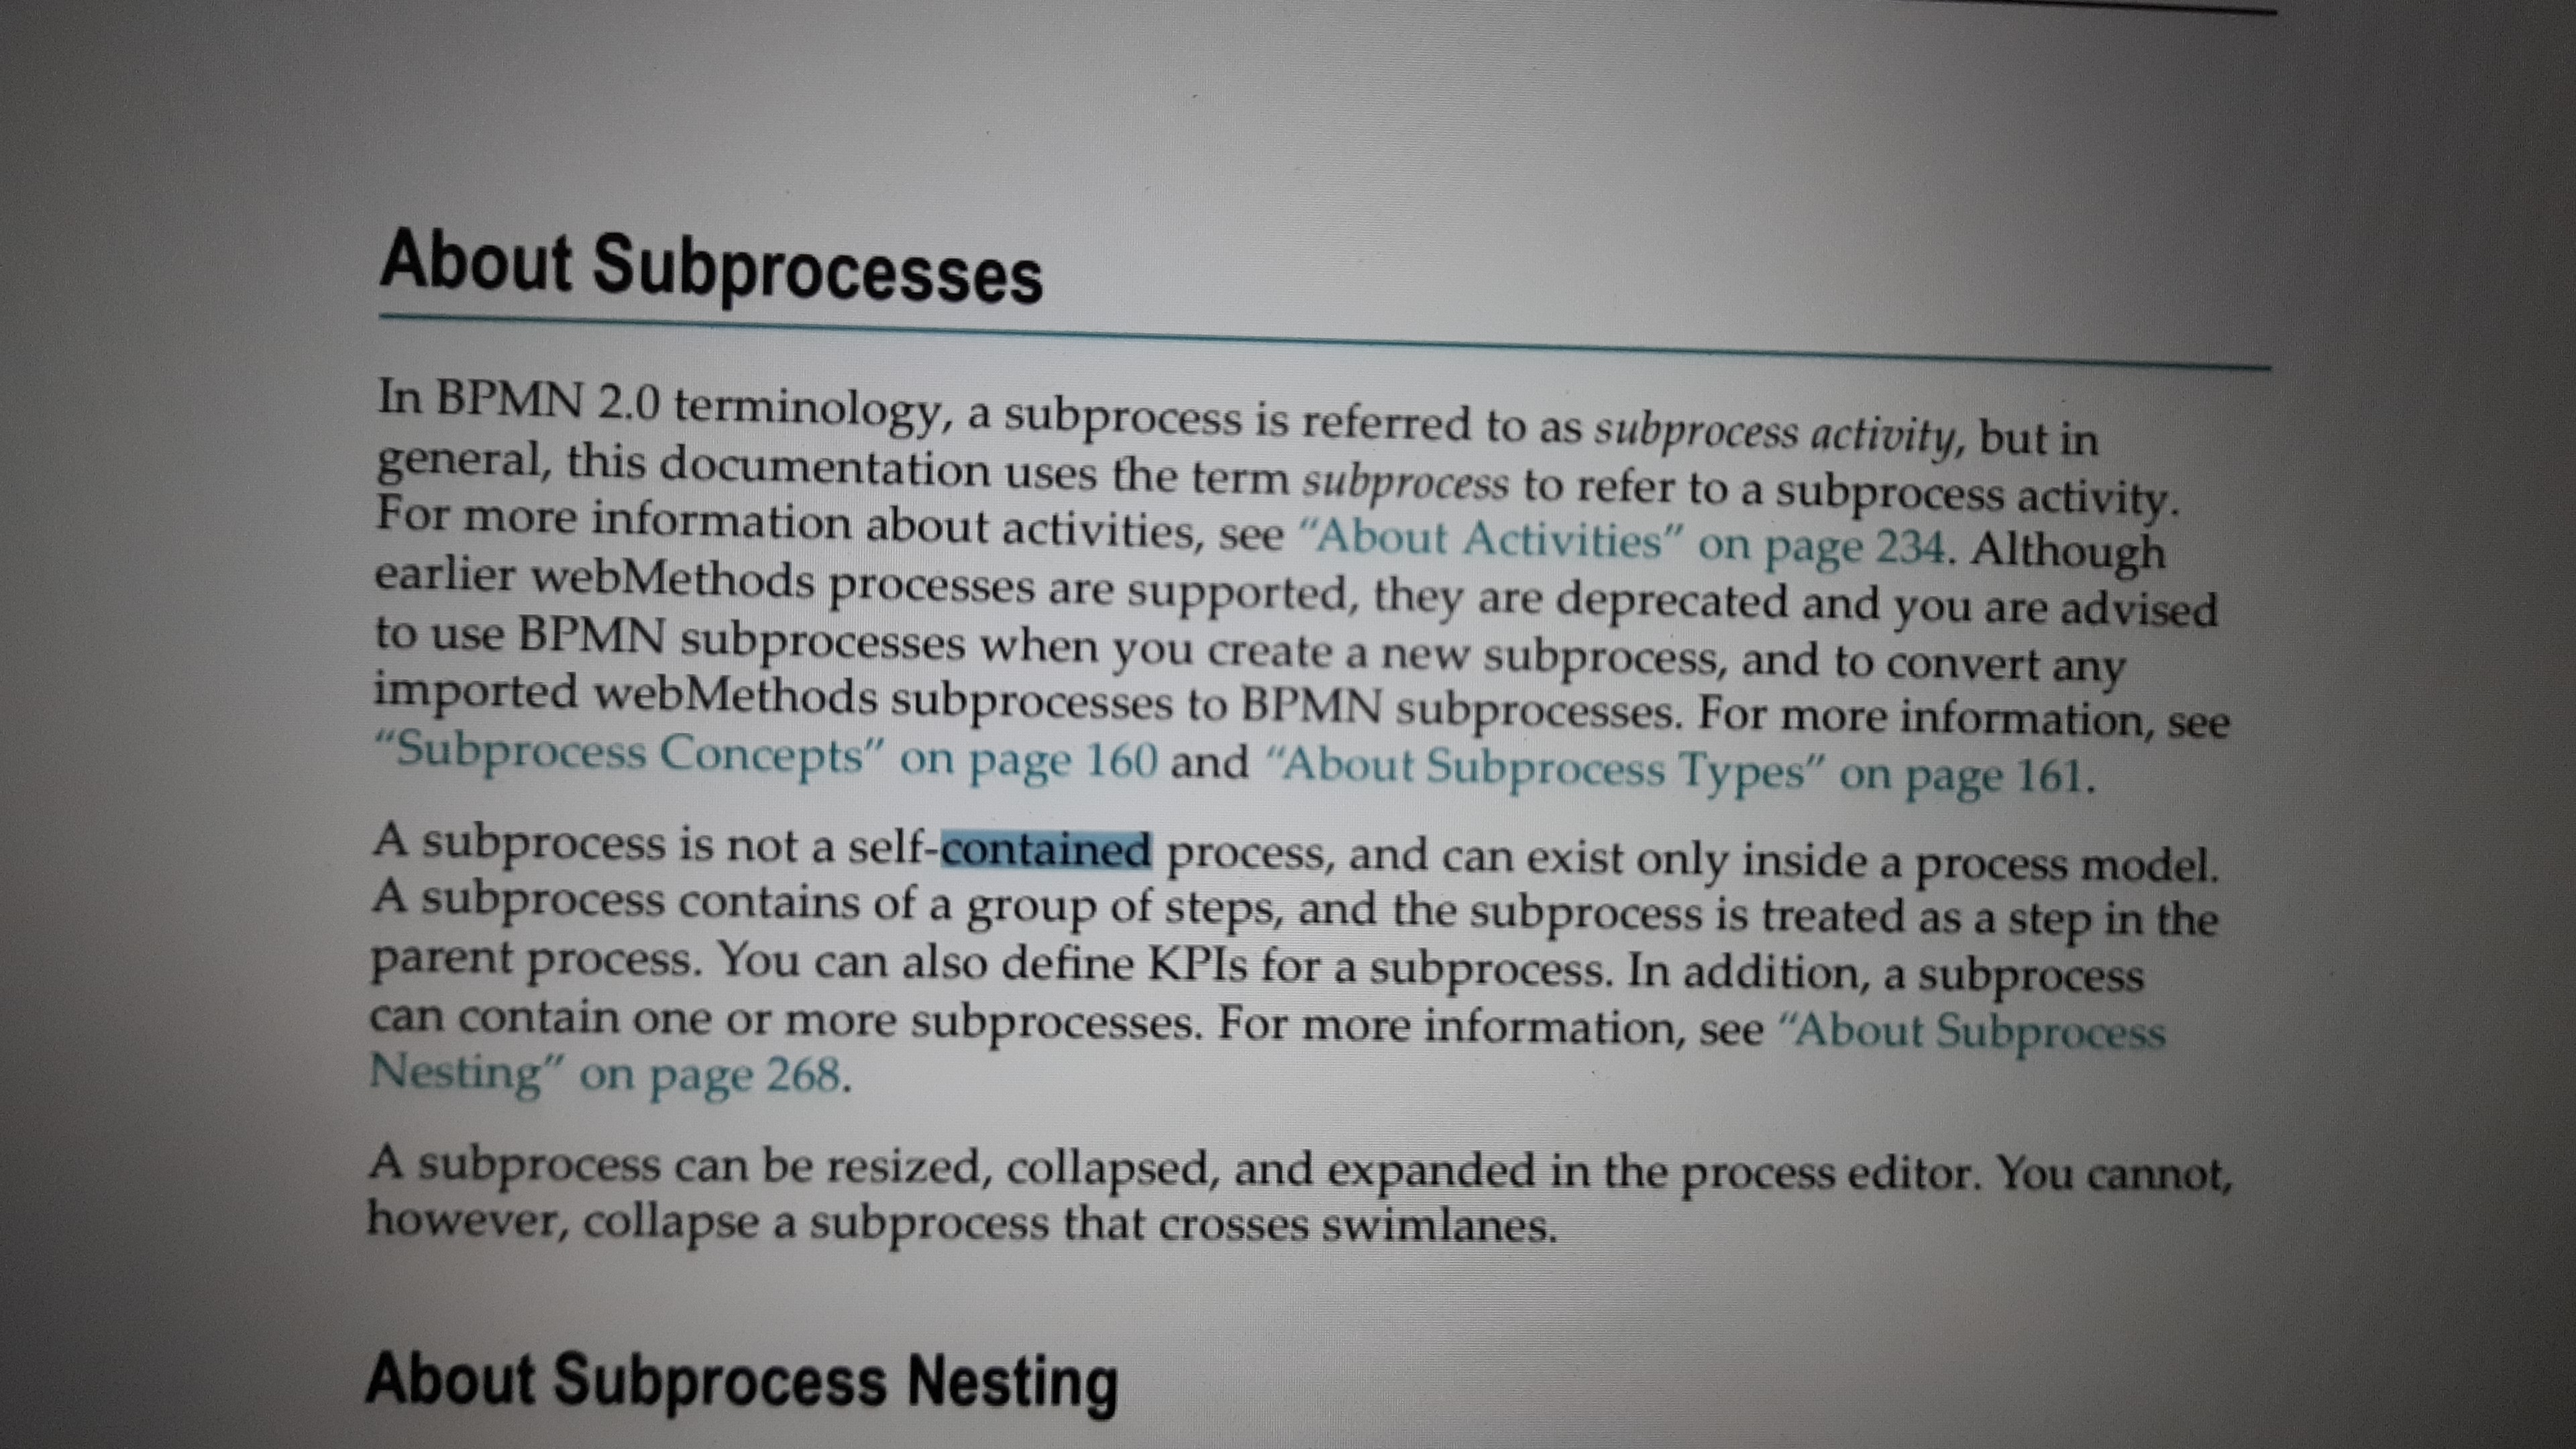 About Subprocesses
In BPMN 2.0 terminology, a subprocess is referred to as subprocess activity, but in
general, this documentation uses the term subprocess to refer to a subprocess activity.
For more information about activities, see “About Activities” on page 234. Although
earlier webMethods processes are supported, they are deprecated and you are advised
to use BPMN subprocesses when you create a new subprocess, and to convert any
imported webMethods subprocesses to BPMN subprocesses. For more information, see
“Subprocess Concepts” on page 160 and “About Subprocess Types” on page 161.
A subprocess is not a self-contained process, and can exist only inside a process model.
A subprocess contains of a group of steps, and the subprocess is treated as a step in the
parent process. You can also define KPIs for a subprocess. In addition, a subprocess
can contain one or more subprocesses. For more information, see “About Subprocess
Nesting” on page 268.
A subprocess can be resized, collapsed, and expanded in the process editor. You cannot,
however, collapse a subprocess that crosses swimlanes.
About Subprocess Nesting